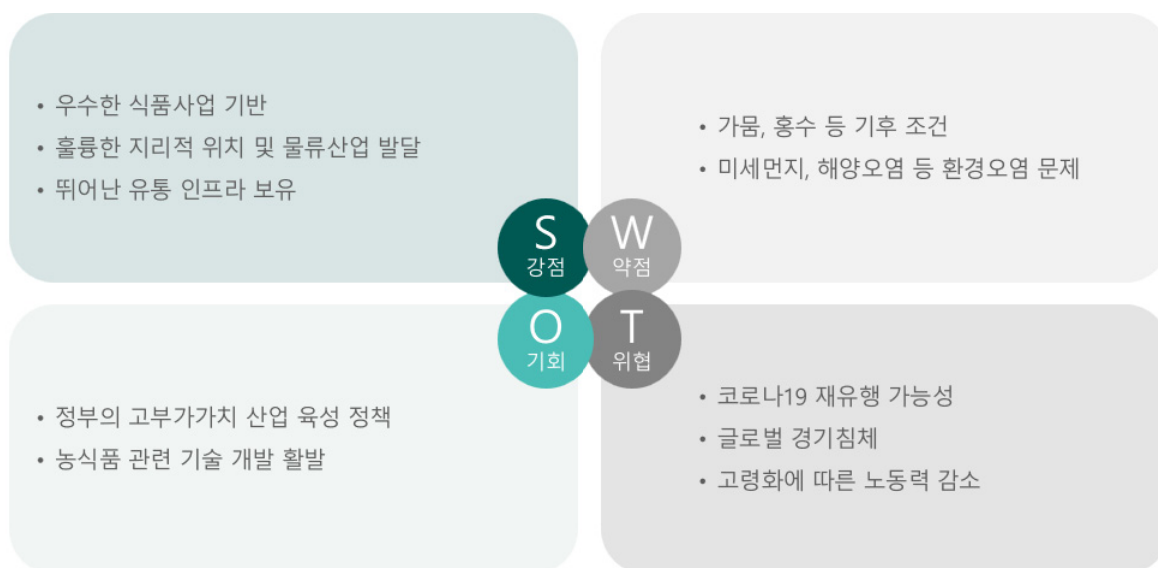 • 우수한 식품사업 기반
• 훌륭한 지리적 위치 및 물류산업 발달
• 뛰어난 유통 인프라 보유
• 가뭄, 홍수 등 기후 조건
• 미세먼지, 해양오염 등 환경오염 문제
S
강점
W
약점
O
기회
T
위협
• 정부의 고부가가치 산업 육성 정책
• 농식품 관련 기술 개발 활발
• 코로나19 재유행 가능성
• 글로벌 경기침체
• 고령화에 따른 노동력 감소